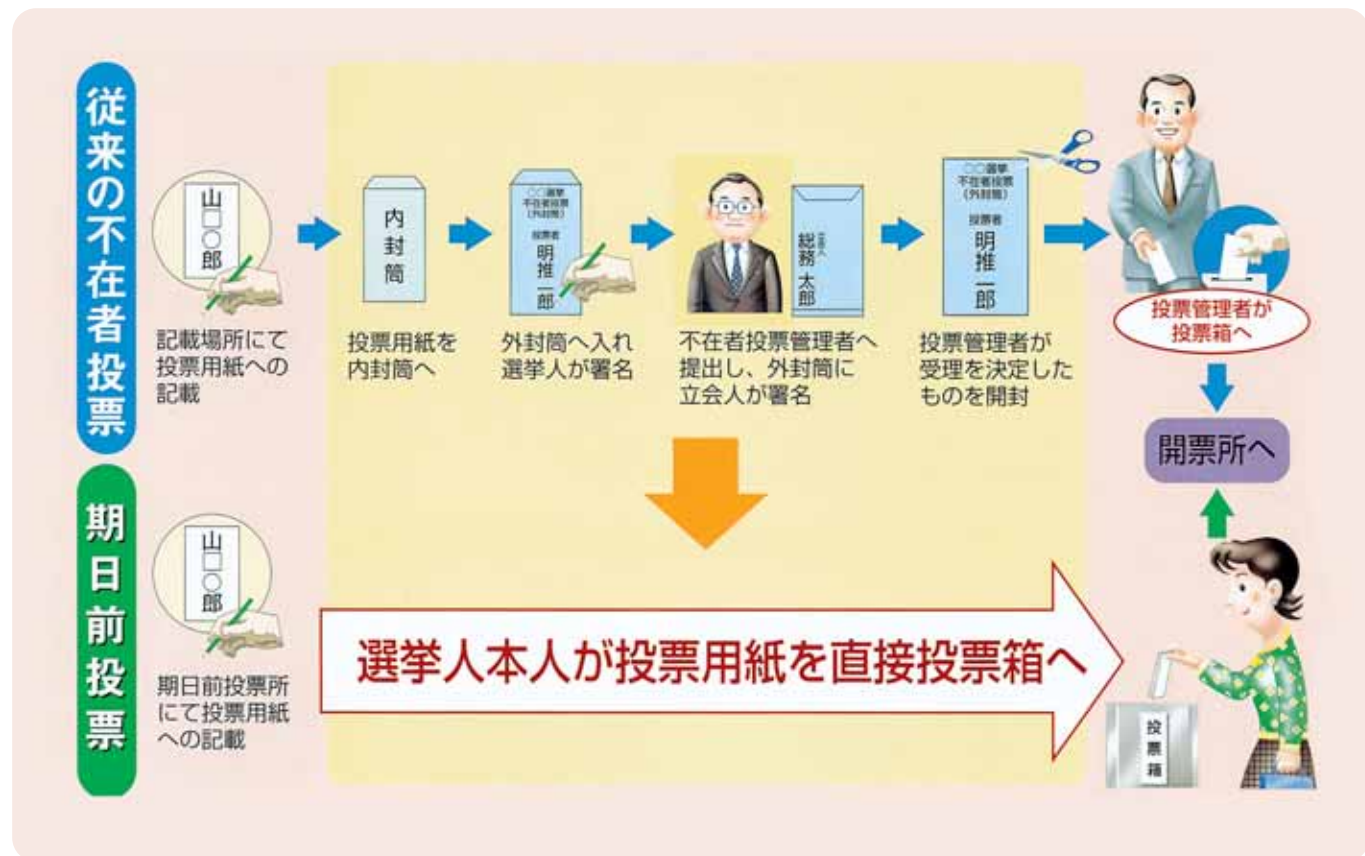 従来の不在者投票
山□○郎
記載場所にて
投票用紙への
記載
内封筒
投票用紙を
内封筒へ
○○選挙
不在者投票
(外封筒)
投票者
明推一郎
外封筒へ入れ
選挙人が署名
立会人
総務太郎
不在者投票管理者へ
提出し、外封筒に
立会人が署名
○○選挙
不在者投票
(外封筒)
投票者
明推一郎
投票管理者が
受理を決定した
ものを開封
投票管理者が
投票箱へ
開票所へ
期日前投票
山□○郎
期日前投票所
にて投票用紙
への記載
選挙人本人が投票用紙を直接投票箱へ
投票箱